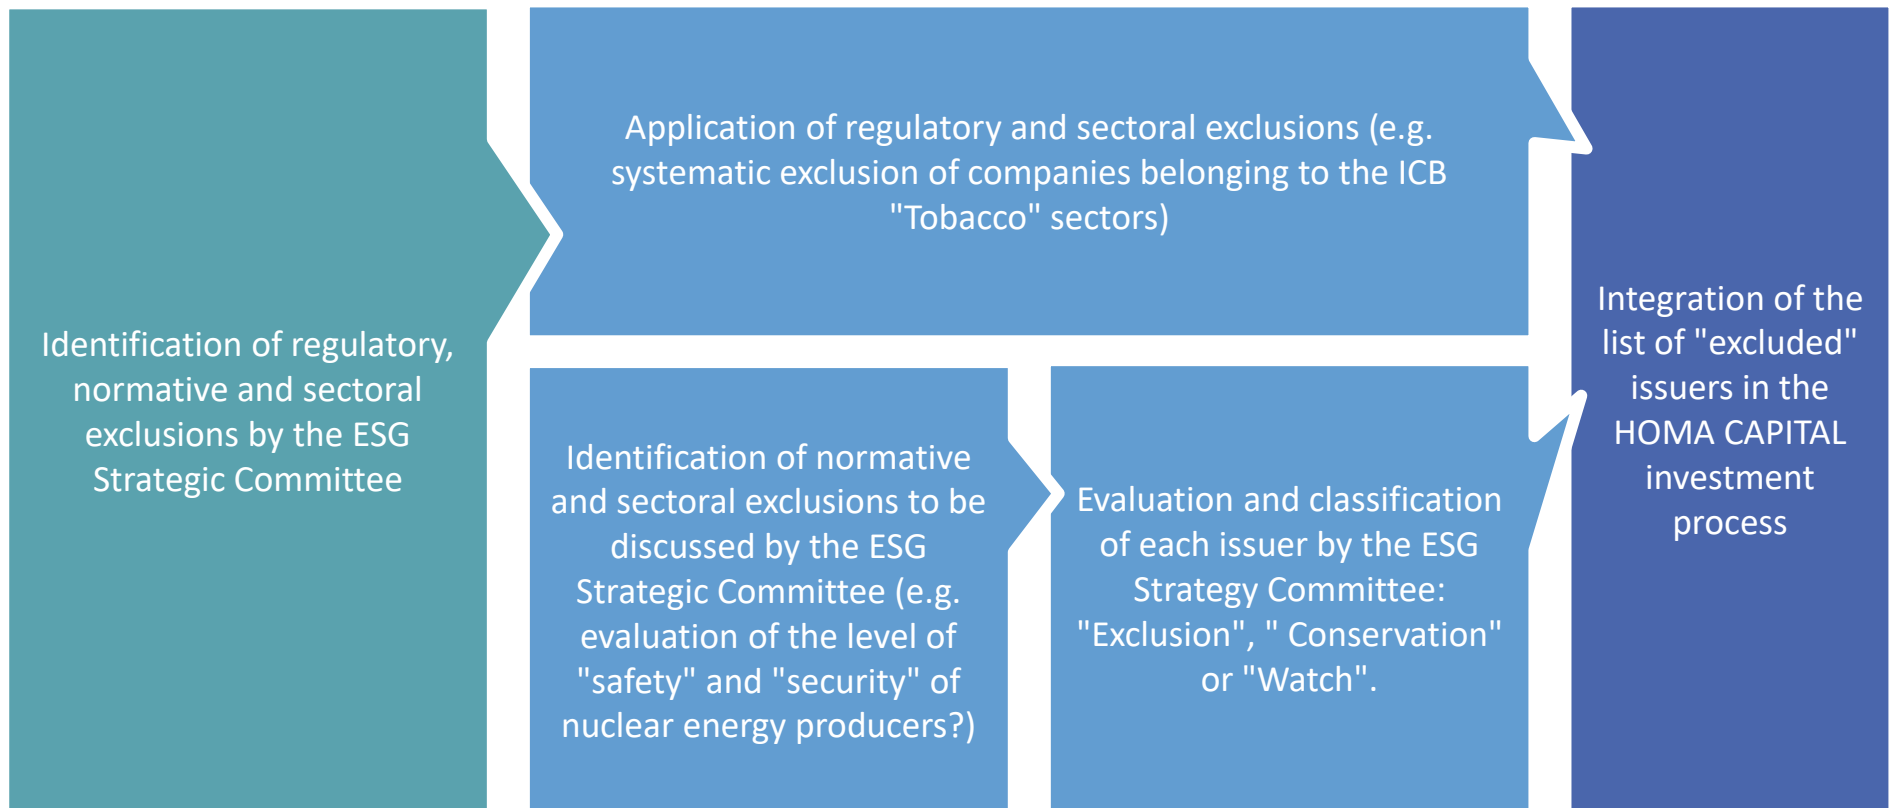 Identification of regulatory,
normative and sectoral
exclusions by the ESG
Strategic Committee
Application of regulatory and sectoral exclusions (e.g.
systematic exclusion of companies belonging to the ICB
"Tobacco" sectors)
Identification of normative
and sectoral exclusions to be
discussed by the ESG
Strategic Committee (e.g.
evaluation of the level of
"safety" and "security" of
nuclear energy producers?)
Evaluation and classification
of each issuer by the ESG
Strategy Committee:
"Exclusion", " Conservation"
or "Watch".
Integration of the
list of "excluded"
issuers in the
HOMA CAPITAL
investment
process